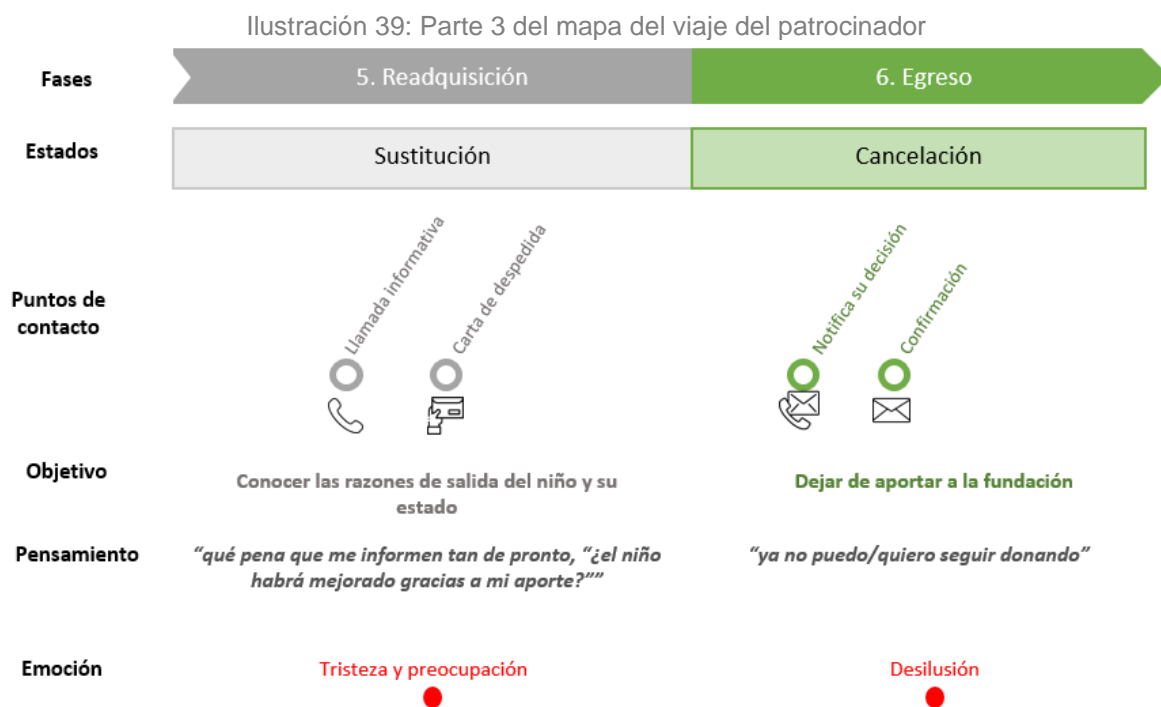 Ilustración 39: Parte 3 del mapa del viaje del patrocinador
Fases
5. Readquisición
6. Egreso
Estados
Sustitución
Cancelación
Puntos de
contacto
Llamada informativa
Carta de despedida
Notifica su decisión
Confirmación
Objetivo
Conocer las razones de salida del niño y su
estado
Dejar de aportar a la fundación
Pensamiento
“qué pena que me informen tan de pronto, “¿el niño
habrá mejorado gracias a mi aporte?””
“ya no puedo/quiero seguir donando”
Emoción
Tristeza y preocupación
Desilusión